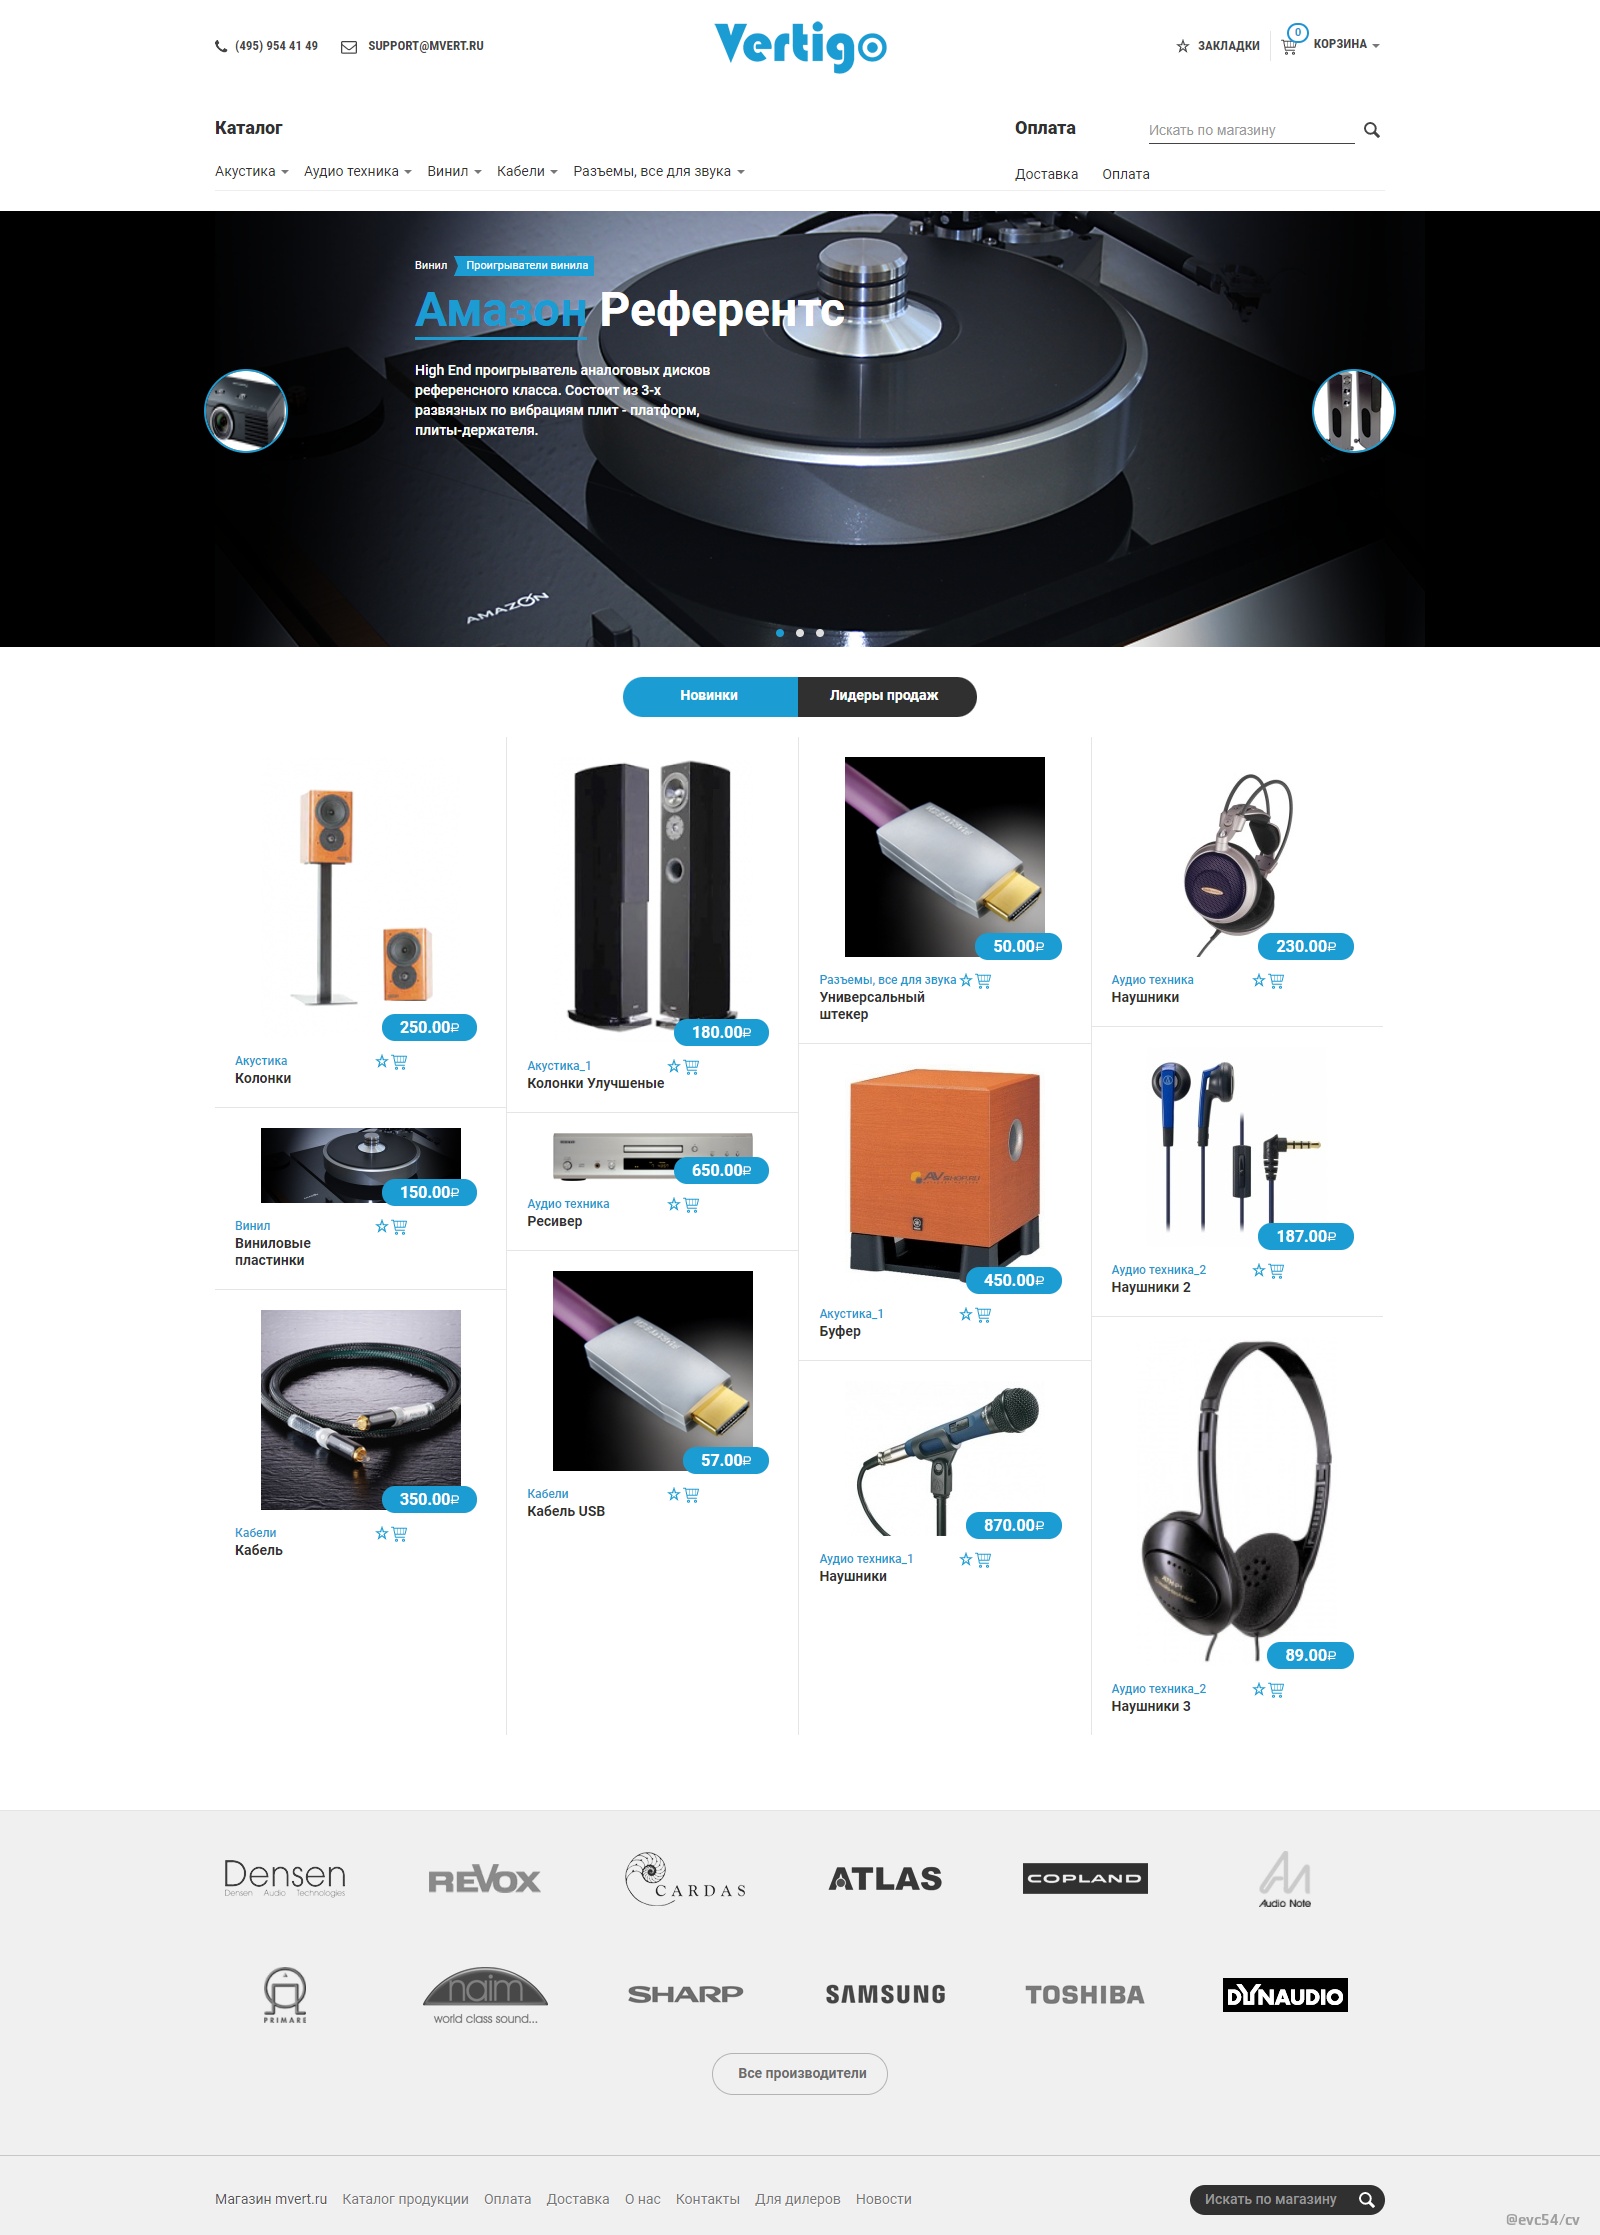 (495) 954 41 49
SUPPORT@MVERT.RU
Vertigo
ЗАКЛАДКИ
0
КОРЗИНА
Каталог
Оплата
Искать по магазину
Акустика
Аудио техника
Винил
Кабели
Разъемы, все для звука
Доставка
Оплата
Винил
Проигрыватели винила
Амазон Референтс
High End проигрыватель аналоговых дисков
референсного класса. Состоит из 3-х
развязных по вибрациям плит - платформ,
плиты-держателя.
AMAZON
Новинки
Лидеры продаж
250.00₽
Акустика
Колонки
150.00₽
Винил
Виниловые
пластинки
350.00₽
Кабели
Кабель
180.00₽
Акустика_1
Колонки Улучшеные
650.00₽
Аудио техника
Ресивер
57.00₽
Кабели
Кабель USB
50.00₽
Разъемы, все для звука
Универсальный
штекер
AVSHOP.RU
450.00₽
Акустика_1
Буфер
870.00₽
Аудио техника_1
Наушники
230.00₽
Аудио техника
Наушники
187.00₽
Аудио техника_2
Наушники 2
89.00₽
Аудио техника_2
Наушники 3
Densen
Densen Audio Technologies
REVOX
CARDAS
ATLAS
COPLAND
Audio Note
PRIMARE
naim
world class sound...
SHARP
SAMSUNG
TOSHIBA
DYNAUDIO
Все производители
Магазин mvert.ru
Каталог продукции
Оплата
Доставка
О нас
Контакты
Для дилеров
Новости
Искать по магазину
@evc54/cv